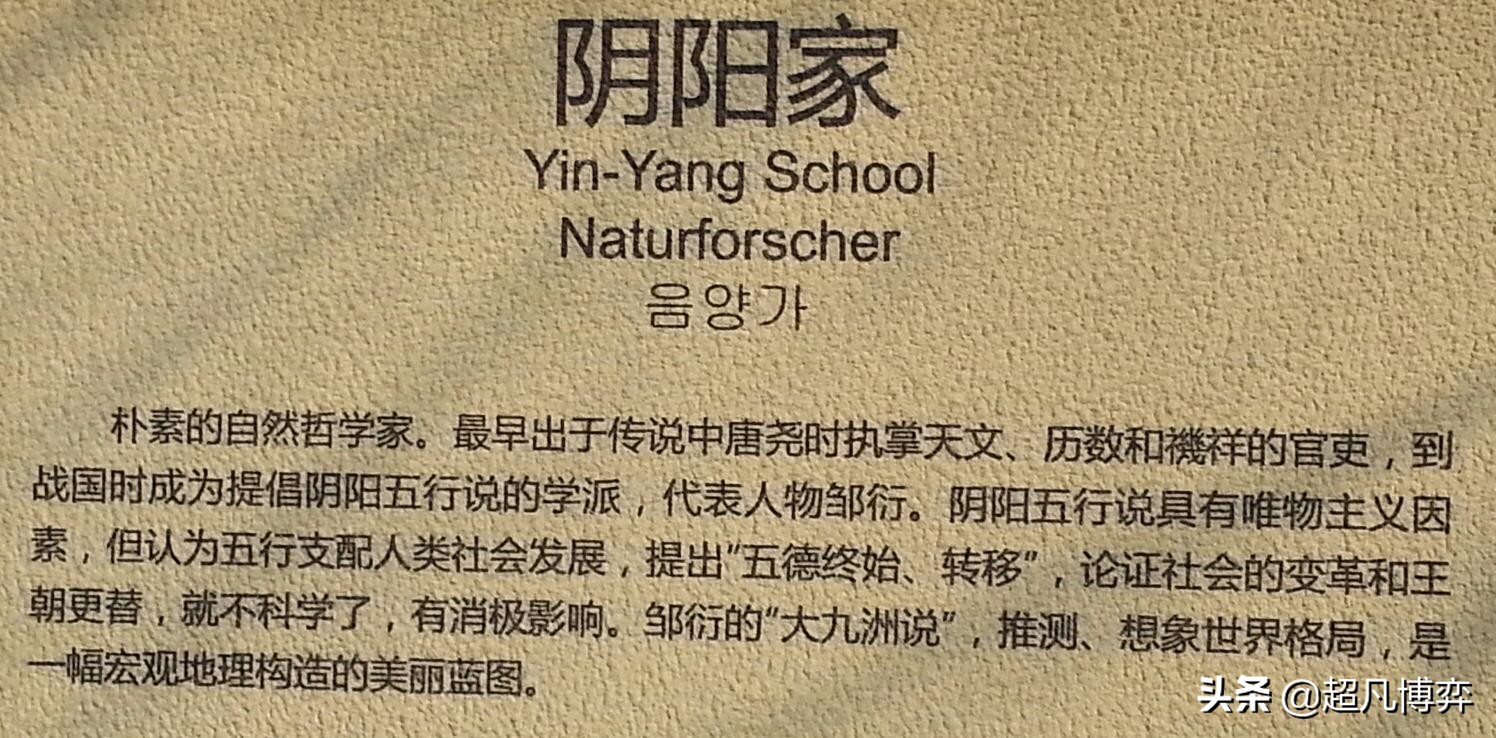 阴阳家
Yin-Yang School
Naturforscher
음양가
朴素的自然哲学家。最早出于传说中唐尧时执掌天文、历数和禨祥的官吏，到
战国时成为提倡阴阳五行说的学派，代表人物邹衍。阴阳五行说具有唯物主义因
素，但认为五行支配人类社会发展，提出“五德终始、转移”，论证社会的变革和王
朝更替，就不科学了，有消极影响。邹衍的“大九洲说”，推测、想象世界格局，是
一幅宏观地理构造的美丽蓝图。
头条 @超凡博弈